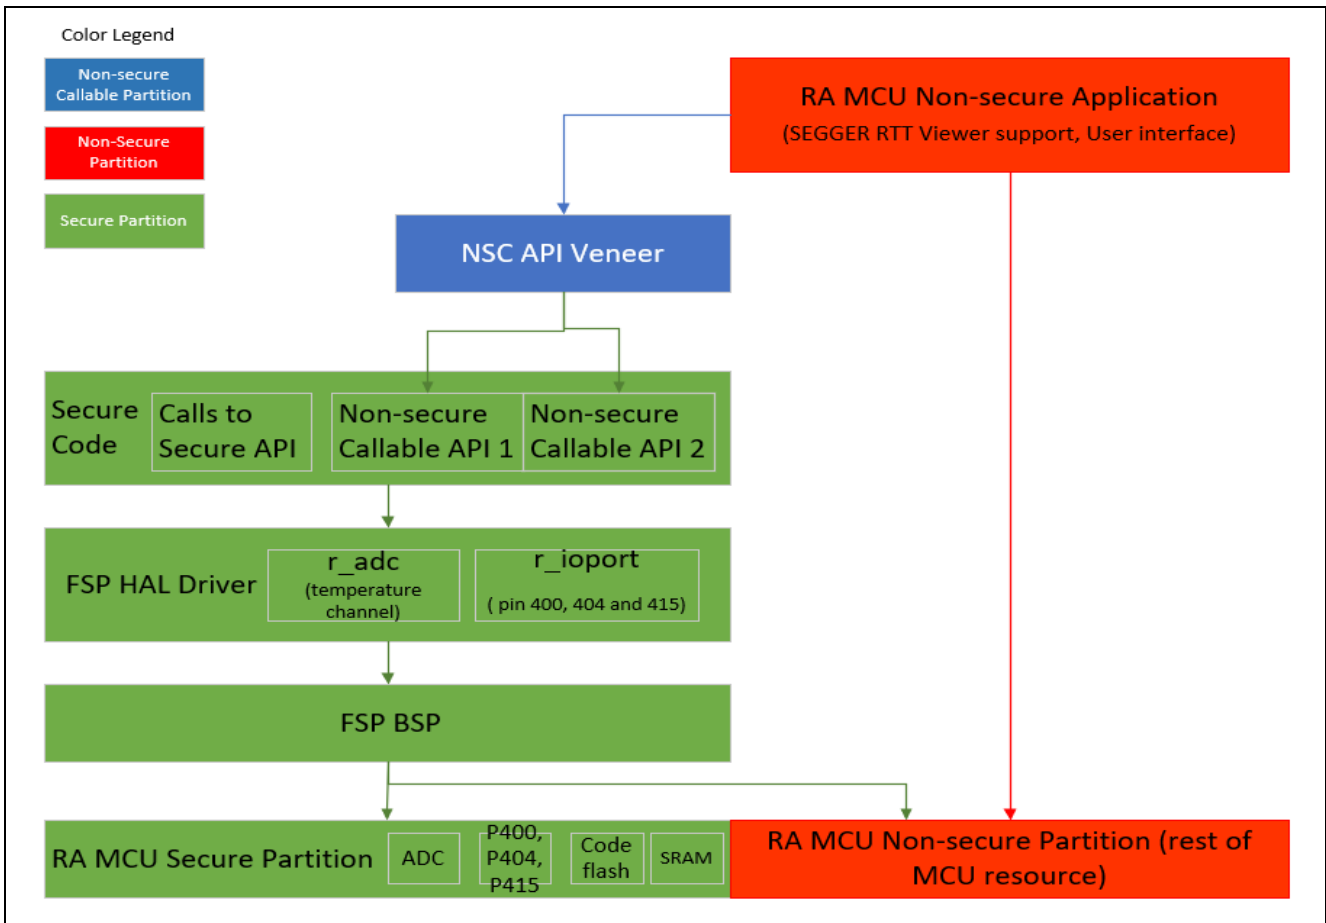 Color Legend
Non-secure
Callable Partition
Non-Secure
Partition
Secure Partition
RA MCU Non-secure Application
(SEGGER RTT Viewer support, User interface)
NSC API Veneer
Secure
Code
Calls to
Secure API
Non-secure
Callable API 1
Non-secure
Callable API 2
FSP HAL Driver
r_adc
(temperature
channel)
r_ioport
( pin 400, 404 and 415)
FSP BSP
RA MCU Secure Partition
ADC
P400,
P404,
P415
Code
flash
SRAM
RA MCU Non-secure Partition (rest of
MCU resource)